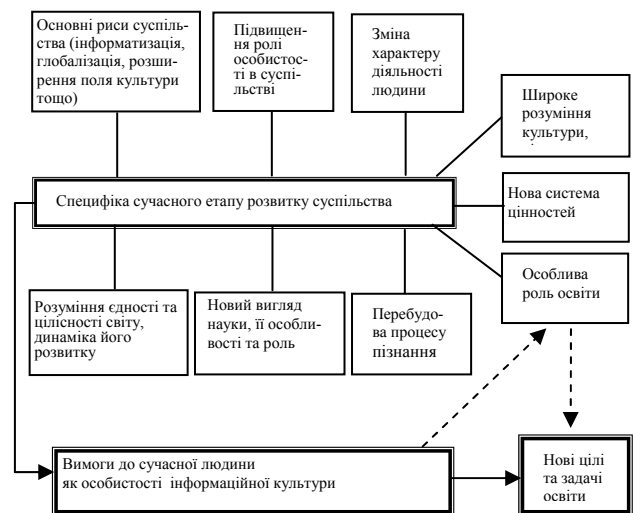 Основні риси суспіль-
ства (інформатизація,
глобалізація, розши-
рення поля культури
тощо)
Підвищен-
ня ролі
особистос-
ті в суспі-
льстві
Зміна
характеру
діяльності
людини
Широке
розуміння
культури,
Специфіка сучасного етапу розвитку суспільства
Нова система
цінностей
Особлива
роль освіти
Розуміння єдності та
цілісності світу,
динаміка його
розвитку
Новий вигляд
науки, її особли-
вості та роль
Перебудо-
ва процесу
пізнання
Вимоги до сучасної людини
як особистості інформаційної культури
Нові цілі
та задачі
освіти